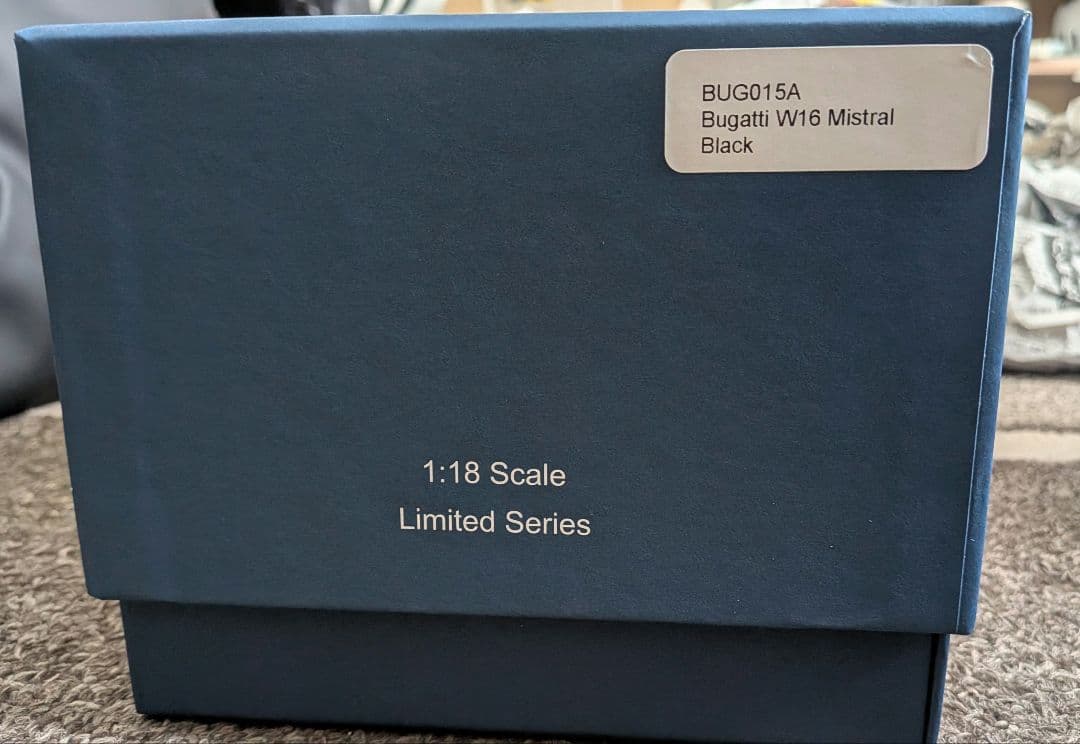 BUG015A
Bugatti W16 Mistral
Black
1:18 Scale
Limited Series